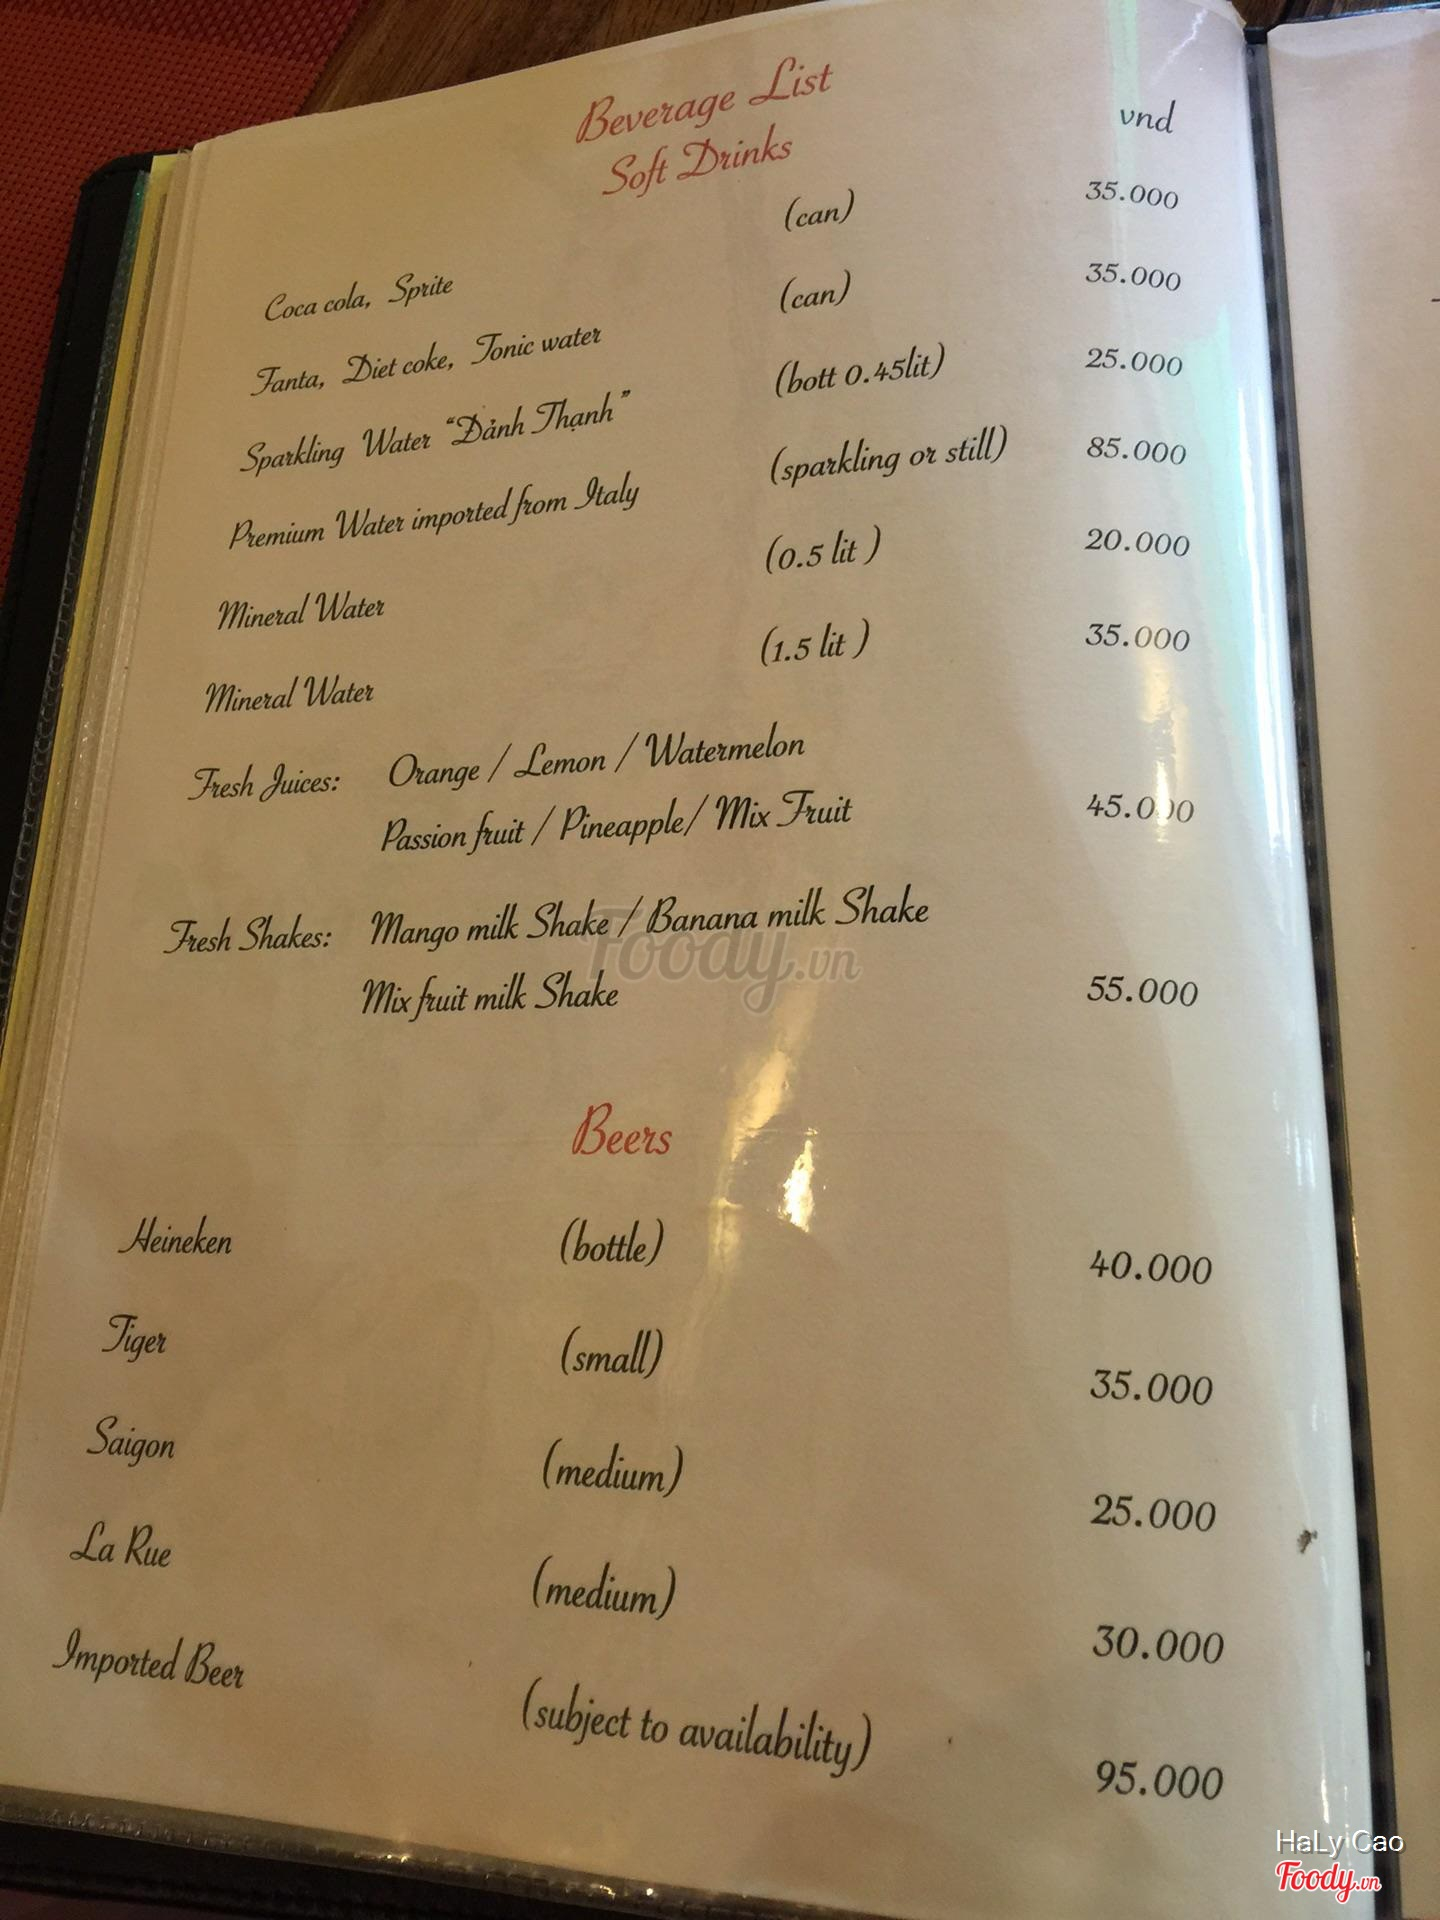 Beverage List
vnd
Soft Drinks
Coca cola, Sprite (can) 35.000
Fanta, Diet coke, Tonic water (can) 35.000
Sparkling Water “Đảnh Thạnh” (bott 0.45lit) 25.000
Premium Water imported from Italy (sparkling or still) 85.000
Mineral Water (0.5 lit ) 20.000
Mineral Water (1.5 lit ) 35.000
Fresh Juices: Orange / Lemon / Watermelon
Passion fruit / Pineapple/ Mix Fruit 45.000
Fresh Shakes: Mango milk Shake / Banana milk Shake
Foody.vn
Mix fruit milk Shake 55.000
Beers
Heineken (bottle) 40.000
Tiger (small) 35.000
Saigon (medium) 25.000
La Rue (medium) 30.000
Imported Beer (subject to availability) 95.000
HaLy Cao
Foody.vn